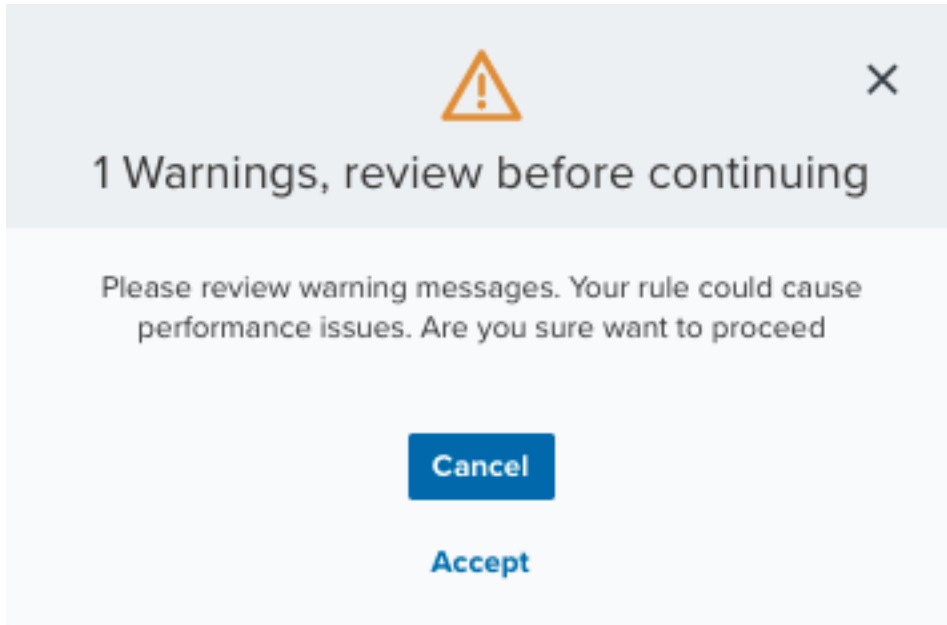 1 Warnings, review before continuing
Please review warning messages. Your rule could cause
performance issues. Are you sure want to proceed
Cancel
Accept